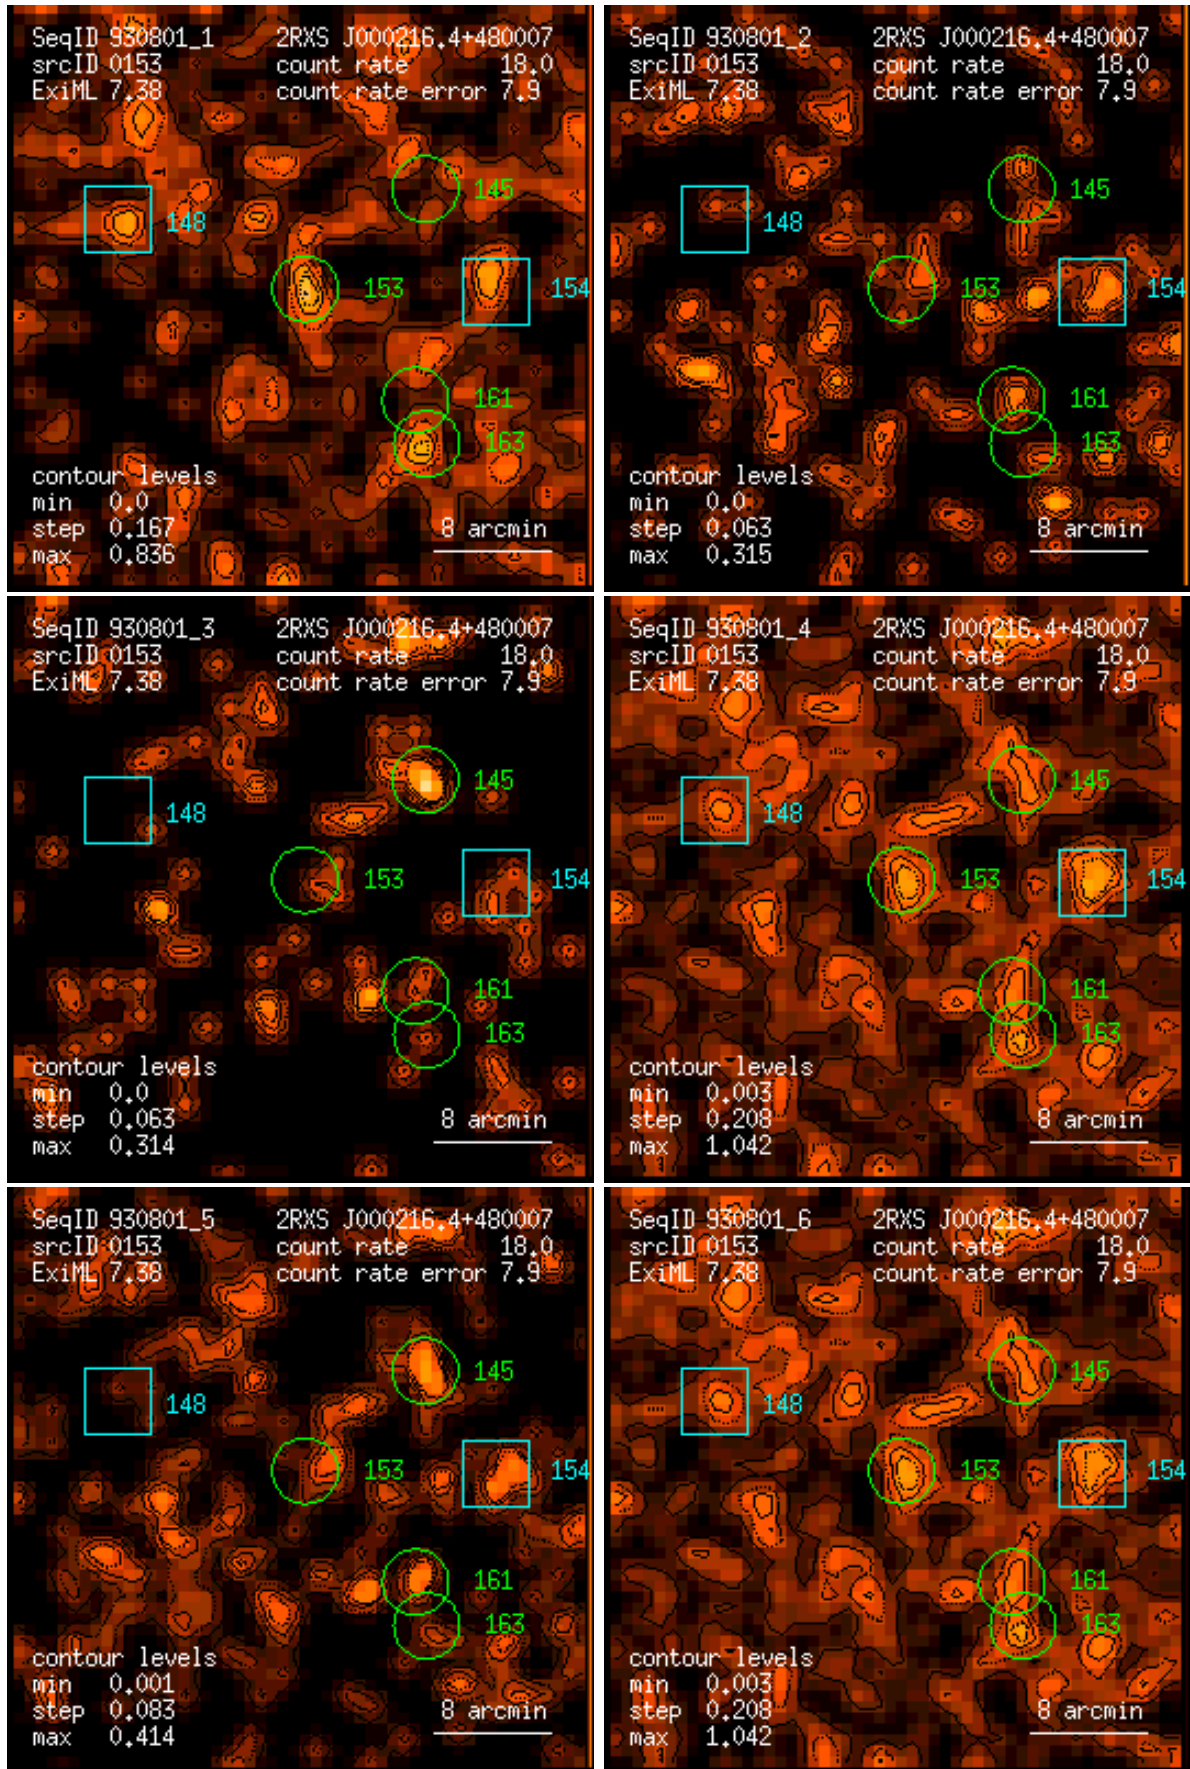 SeqID 930801_1 2RXS J000216.4+480007
srcID 0153 count rate 18.0
ExiML 7.38 count rate error 7.9
145
148
153
154
161
163
contour levels
min 0.0
step 0.167 8 arcmin
max 0.836
SeqID 930801_2 2RXS J000216.4+480007
srcID 0153 count rate 18.0
ExiML 7.38 count rate error 7.9
145
148
153
154
161
163
contour levels
min 0.0
step 0.063 8 arcmin
max 0.315
SeqID 930801_3 2RXS J000216.4+480007
srcID 0153 count rate 18.0
ExiML 7.38 count rate error 7.9
145
148
153
154
161
163
contour levels
min 0.0
step 0.063 8 arcmin
max 0.314
SeqID 930801_4 2RXS J000216.4+480007
srcID 0153 count rate 18.0
ExiML 7.38 count rate error 7.9
145
148
153
154
161
163
contour levels
min 0.003
step 0.208 8 arcmin
max 1.042
SeqID 930801_5 2RXS J000216.4+480007
srcID 0153 count rate 18.0
ExiML 7.38 count rate error 7.9
145
148
153
154
161
163
contour levels
min 0.001
step 0.083 8 arcmin
max 0.414
SeqID 930801_6 2RXS J000216.4+480007
srcID 0153 count rate 18.0
ExiML 7.38 count rate error 7.9
145
148
153
154
161
163
contour levels
min 0.003
step 0.208 8 arcmin
max 1.042